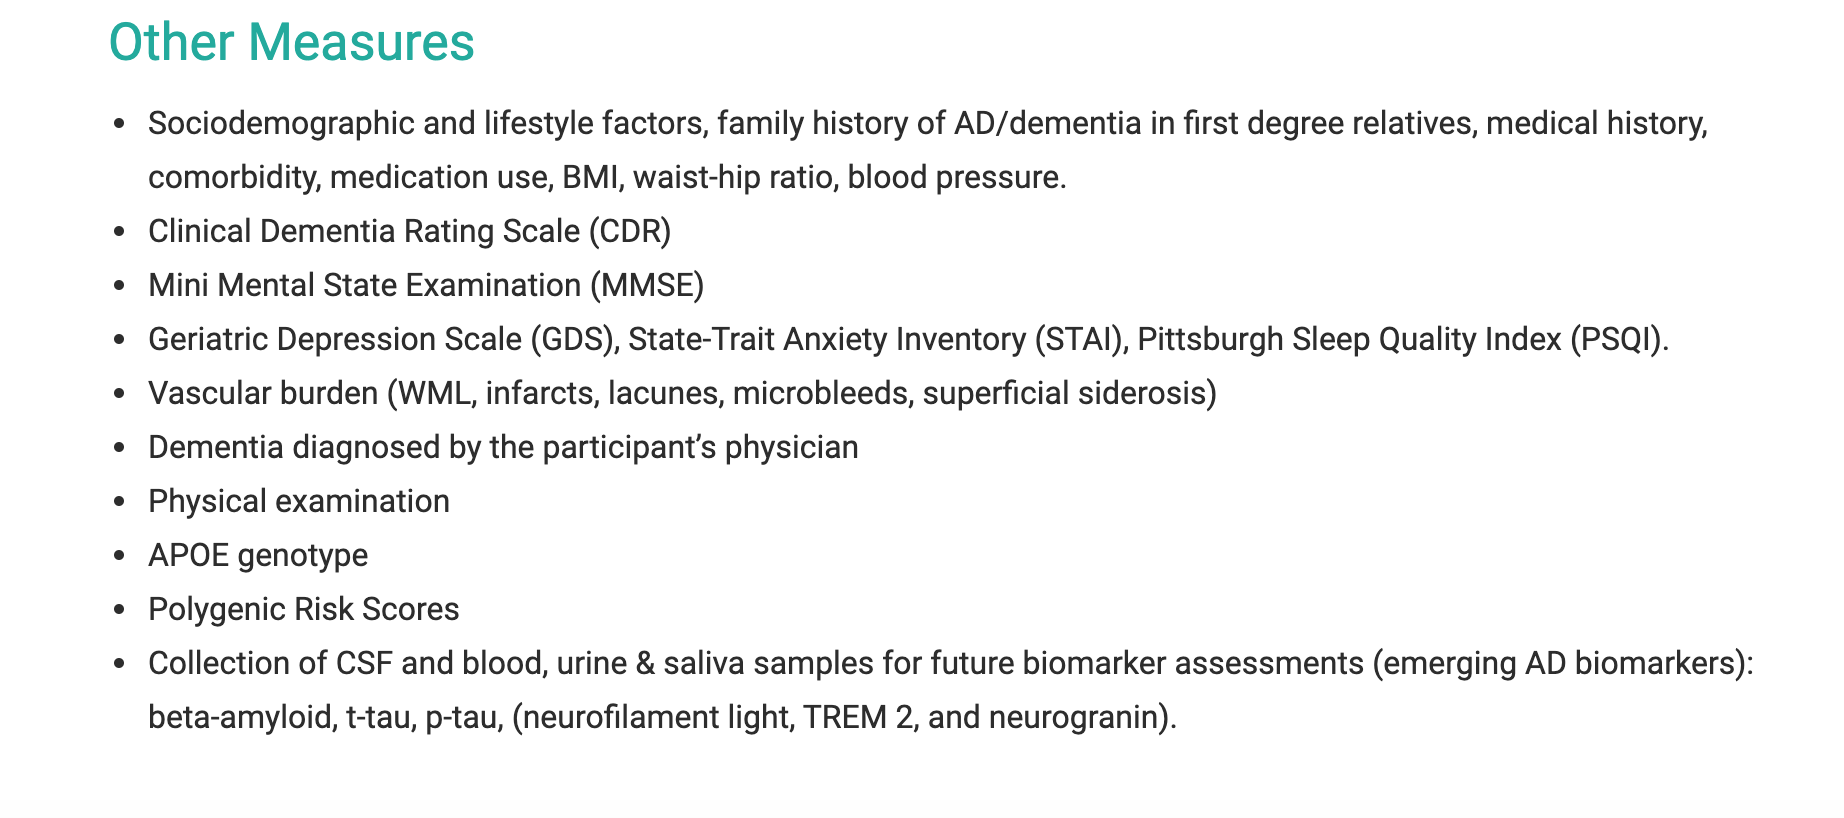 Other Measures
• Sociodemographic and lifestyle factors, family history of AD/dementia in first degree relatives, medical history,
comorbidity, medication use, BMI, waist-hip ratio, blood pressure.
• Clinical Dementia Rating Scale (CDR)
• Mini Mental State Examination (MMSE)
• Geriatric Depression Scale (GDS), State-Trait Anxiety Inventory (STAI), Pittsburgh Sleep Quality Index (PSQI).
• Vascular burden (WML, infarcts, lacunes, microbleeds, superficial siderosis)
• Dementia diagnosed by the participant’s physician
• Physical examination
• APOE genotype
• Polygenic Risk Scores
• Collection of CSF and blood, urine & saliva samples for future biomarker assessments (emerging AD biomarkers):
beta-amyloid, t-tau, p-tau, (neurofilament light, TREM 2, and neurogranin).